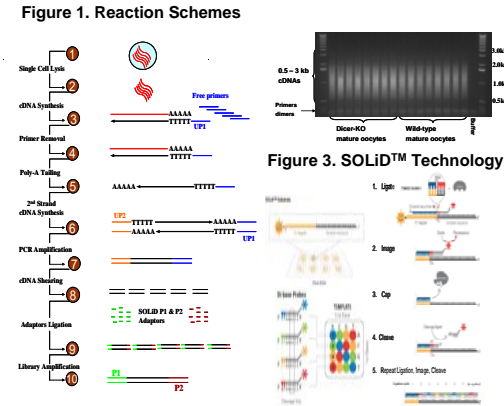 Figure 1. Reaction Schemes
1
Single Cell Lysis
2
cDNA Synthesis
3
Primer Removal
4
Poly-A Tailing
5
2nd Strand
cDNA Synthesis
6
PCR Amplification
7
cDNA Shearing
8
Adaptors Ligation
9
Library Amplification
10
Free primers
AAAAA
TTTTT
UP1
AAAAA
TTTTT
AAAAA
TTTTT
UP2
TTTTT
AAAAA
AAAAA
TTTTT
UP1
SOLiD P1 & P2
Adaptors
P1
P2
0.5 – 3 kb
cDNAs
Primers
dimers
3.0k
2.0k
1.0k
0.5k
Dicer-KO
mature oocytes
Wild-type
mature oocytes
Buffer
Figure 3. SOLiD™ Technology
1. Ligate
2. Image
3. Cap
4. Cleave
5. Repeat Ligation, Image, Cleave
Di base Probes
TEMPLATE